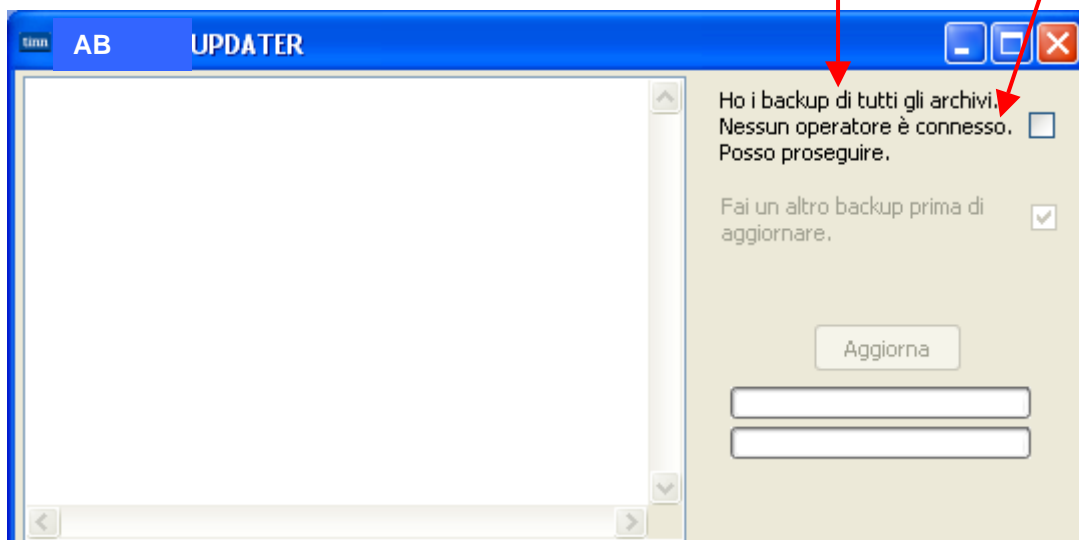 tinn AB UPDATER
Ho i backup di tutti gli archivi.
Nessun operatore è connesso.
Posso proseguire.
Fai un altro backup prima di
aggiornare.
Aggiorna